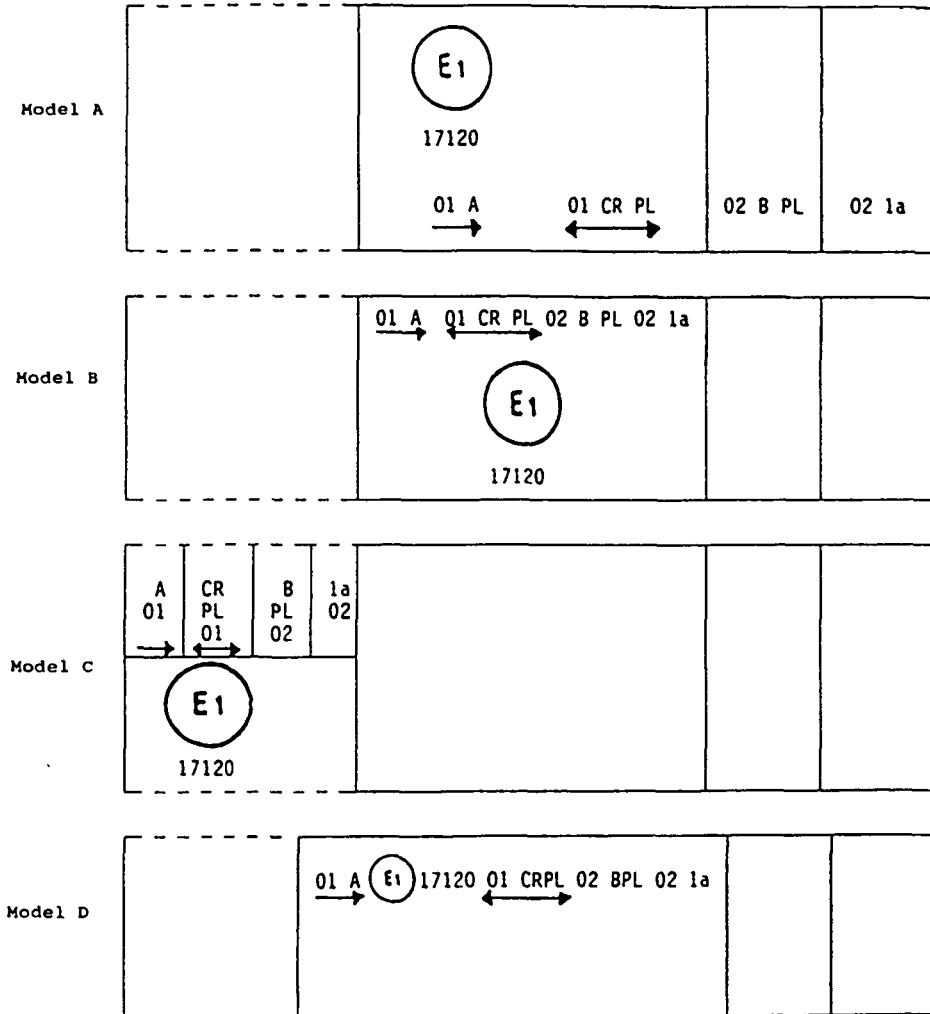 Model A
E1
17120
01 A 01 CR PL 02 B PL 02 1a
Model B
01 A 01 CR PL 02 B PL 02 1a
E1
17120
Model C
A CR B 1a
01 PL PL 02
01 02
E1
17120
Model D
01 A E1 17120 01 CRPL 02 BPL 02 1a